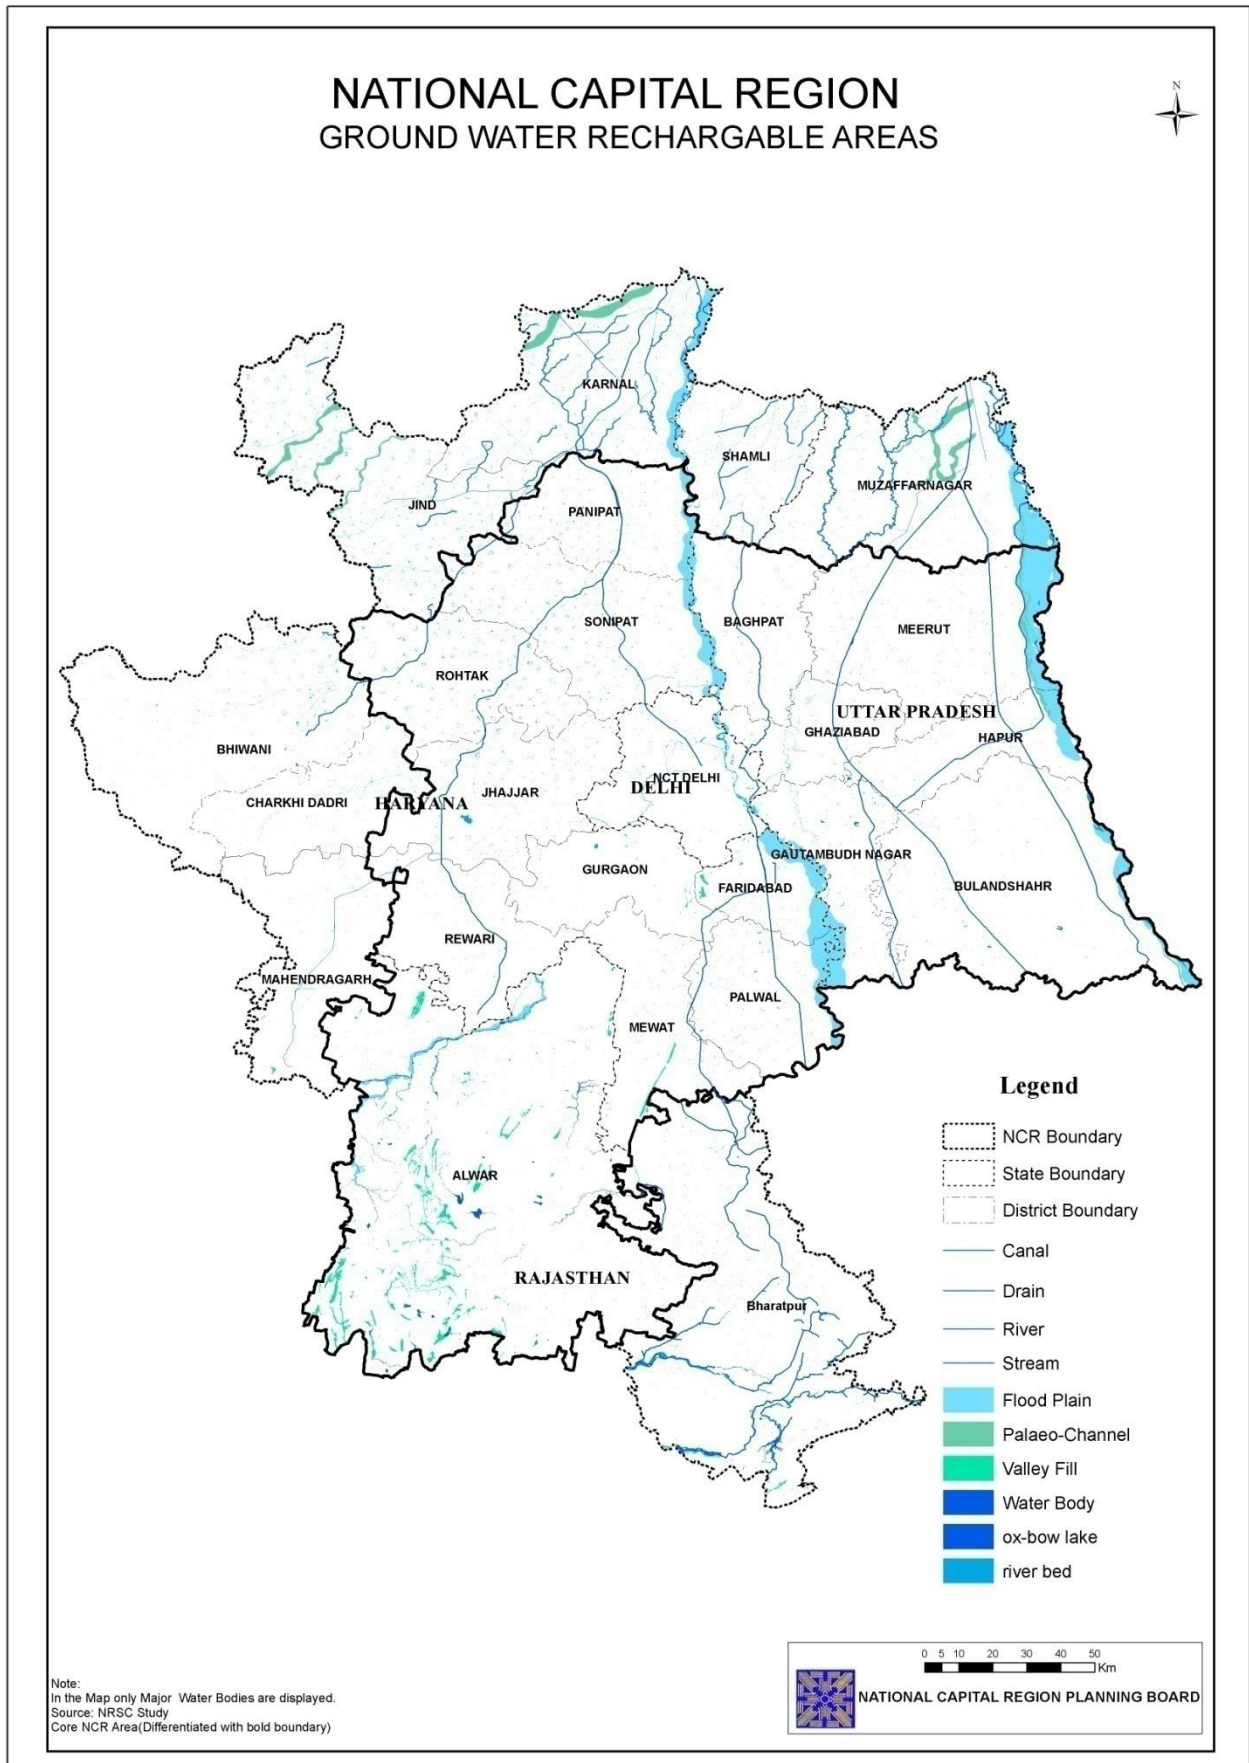 NATIONAL CAPITAL REGION
GROUND WATER RECHARGABLE AREAS
N
KARNAL
SHAMLI
MUZAFFARNAGAR
JIND
PANIPAT
SONIPAT
BAGHPAT
MEERUT
ROHTAK
UTTAR PRADESH
GHAZIABAD
HAPUR
BHIWANI
NCT DELHI
DELHI
CHARKHI DADRI
HARYANA
JHAJJAR
GAUTAMBUDH NAGAR
GURGAON
FARIDABAD
BULANDSHAHR
REWARI
MAHENDRAGARH
PALWAL
MEWAT
ALWAR
RAJASTHAN
Bharatpur
Legend
NCR Boundary
State Boundary
District Boundary
Canal
Drain
River
Stream
Flood Plain
Palaeo-Channel
Valley Fill
Water Body
ox-bow lake
river bed
0 5 10 20 30 40 50
Km
NATIONAL CAPITAL REGION PLANNING BOARD
Note:
In the Map only Major Water Bodies are displayed.
Source: NRSC Study
Core NCR Area(Differentiated with bold boundary)